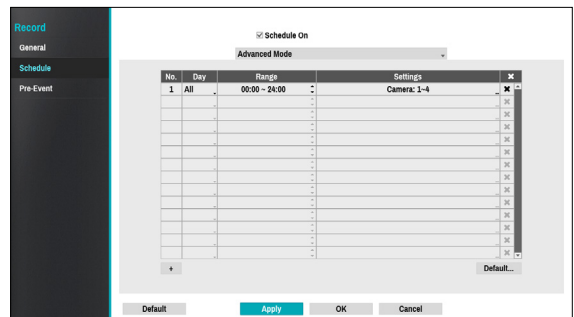 Record
General
Schedule
Pre-Event
Schedule On
Advanced Mode
No. Day Range Settings ✖
1 All 00:00 ~ 24:00 Camera: 1~4 ✖
+ Default...
Default Apply OK Cancel